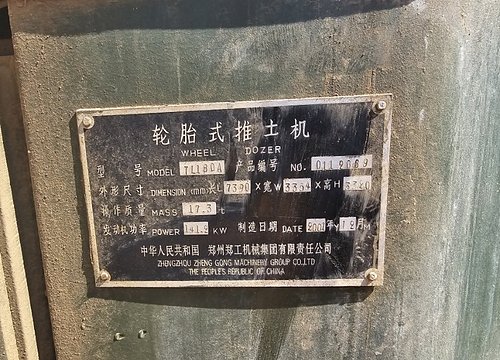 轮胎式推土机
WHEEL DOZER
型 号 MODEL TL180A 产品编号 NO. 0119069
外形尺寸 DIMENSION (mm) 长L 7390 X 宽W 3354 X 高H
操作质量 MASS 17.3 t
发动机功率 POWER KW 制造日期 DATE Y M
中华人民共和国 郑州郑工机械集团有限责任公司
ZHENGZHOU ZHENG GONG MACHINERY GROUP CO.LTD
THE PEOPLE'S REPUBLIC OF CHINA